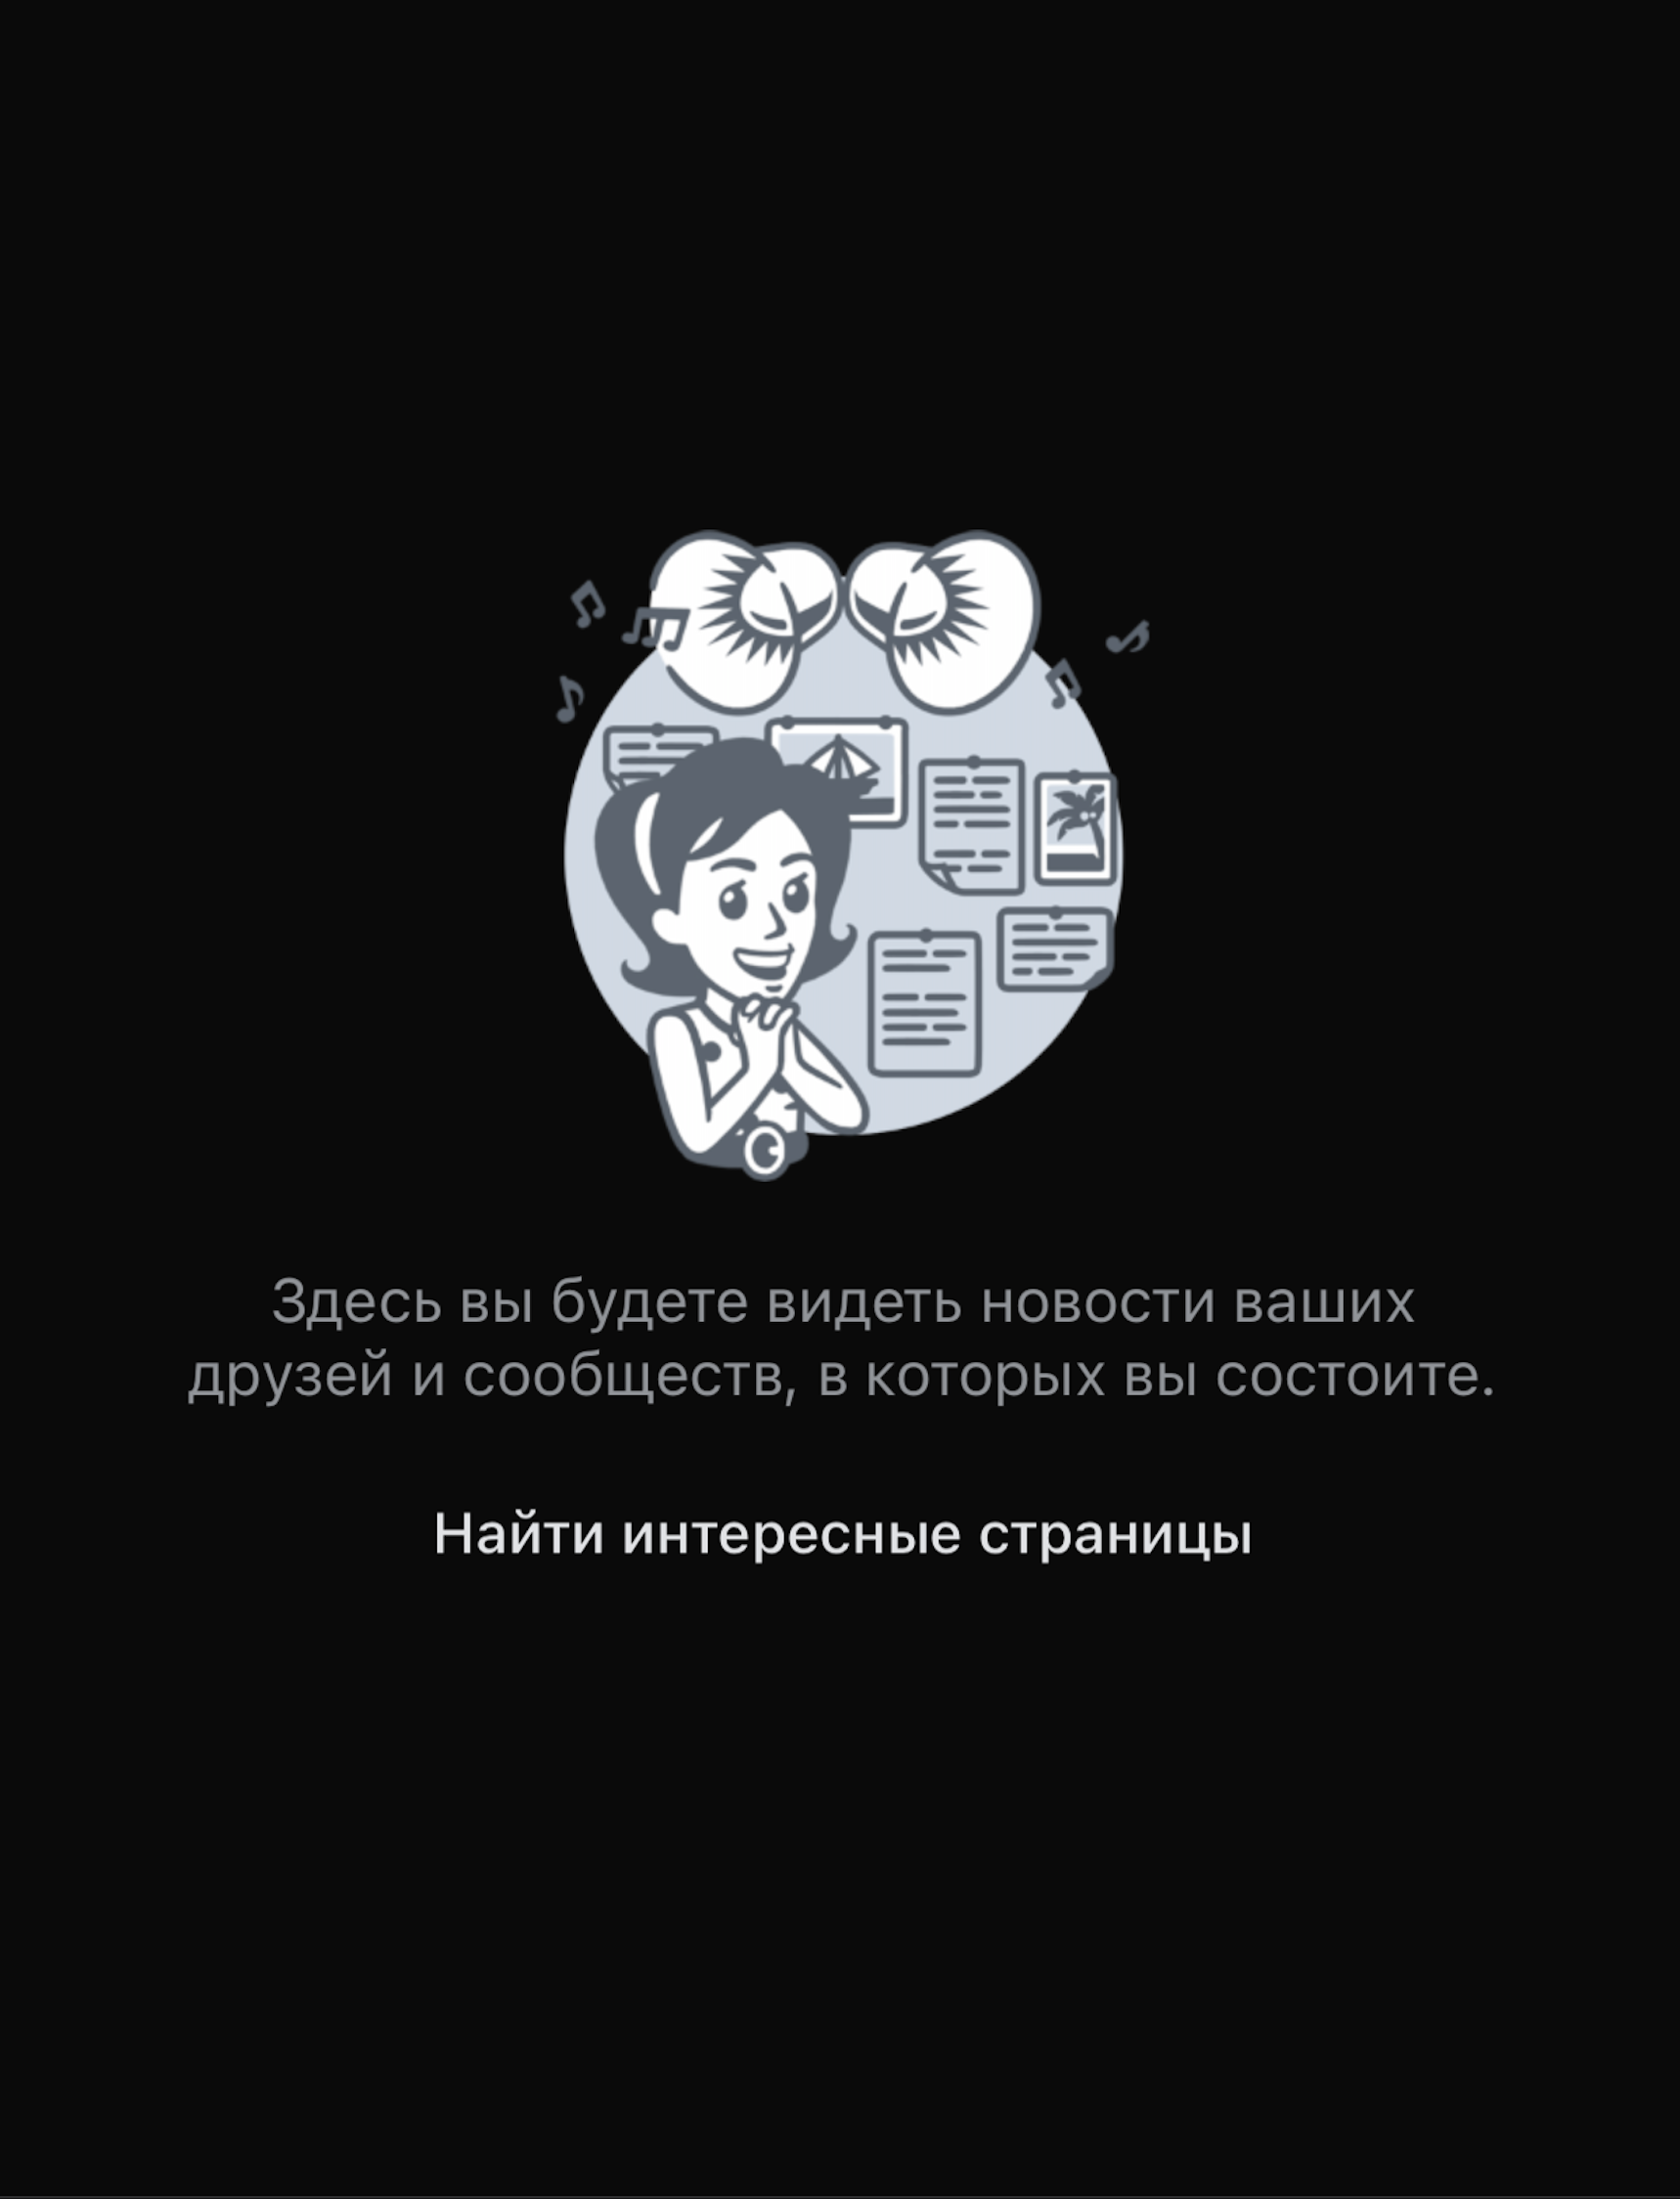 Здесь вы будете видеть новости ваших
друзей и сообществ, в которых вы состоите.
Найти интересные страницы